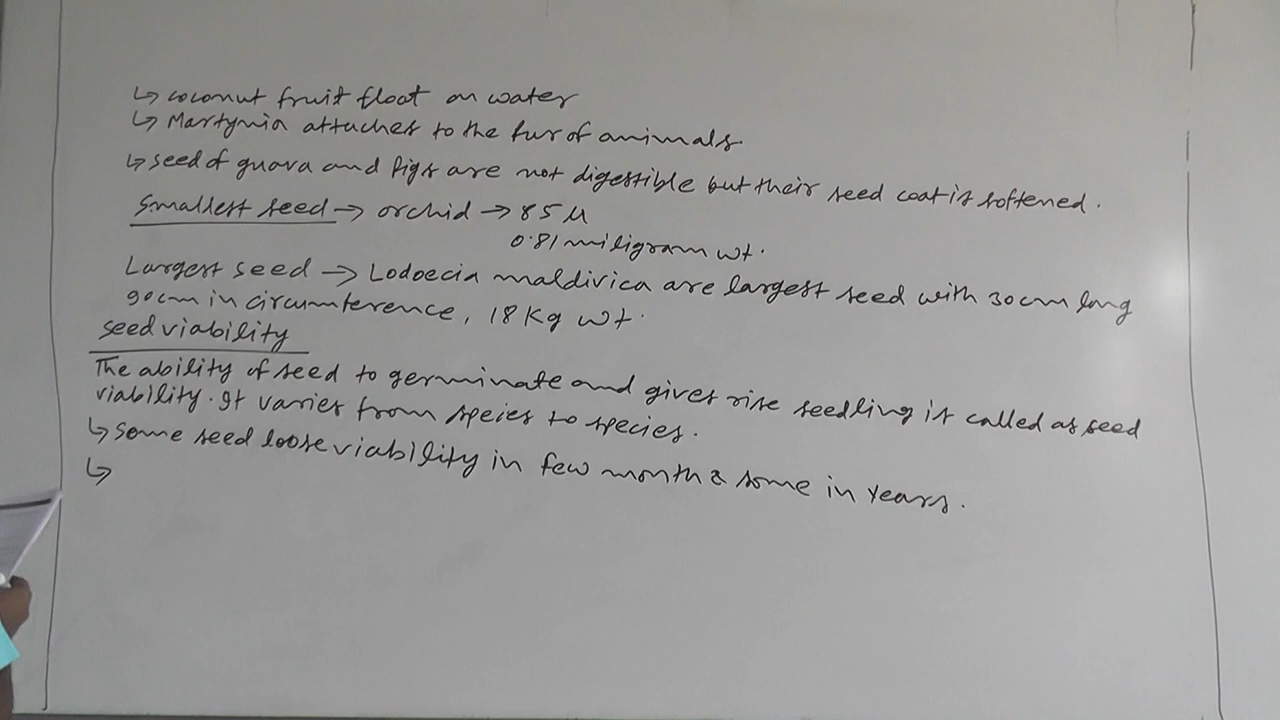 ↳ coconut fruit float on water
↳ Martynia attaches to the fur of animals.
↳ seed of guava and figs are not digestible but their seed coat is softened.
Smallest seed → orchid → 85 μ
0.81 miligram wt.
Largest seed → Lodoecia maldivica are largest seed with 30cm long
90cm in circumference, 18 Kg wt.
seed viability
The ability of seed to germinate and gives rise seedling is called as seed
viability. It varies from speies to species.
↳ some seed loose viability in few month & some in years.
↳